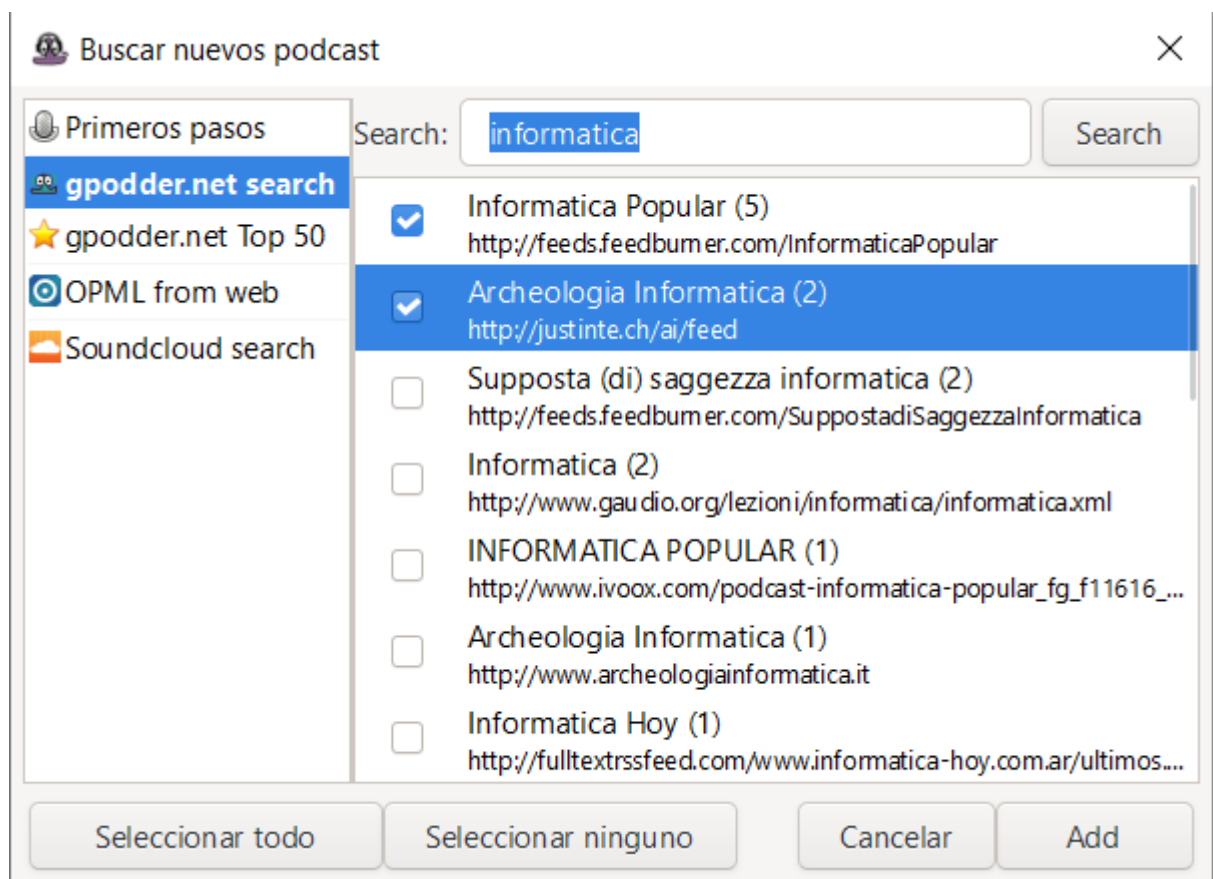 Buscar nuevos podcast
Primeros pasos
gpodder.net search
gpodder.net Top 50
OPML from web
Soundcloud search
Search: informatica Search
Informatica Popular (5)
http://feeds.feedburner.com/InformaticaPopular
Archeologia Informatica (2)
http://justinte.ch/ai/feed
Supposta (di) saggezza informatica (2)
http://feeds.feedburner.com/SuppostadiSaggezzaInformatica
Informatica (2)
http://www.gaudio.org/lezioni/informatica/informatica.xml
INFORMATICA POPULAR (1)
http://www.ivoox.com/podcast-informatica-popular_fg_f11616_...
Archeologia Informatica (1)
http://www.archeologiainformatica.it
Informatica Hoy (1)
http://fulltextrssfeed.com/www.informatica-hoy.com.ar/ultimos....
Seleccionar todo Seleccionar ninguno Cancelar Add